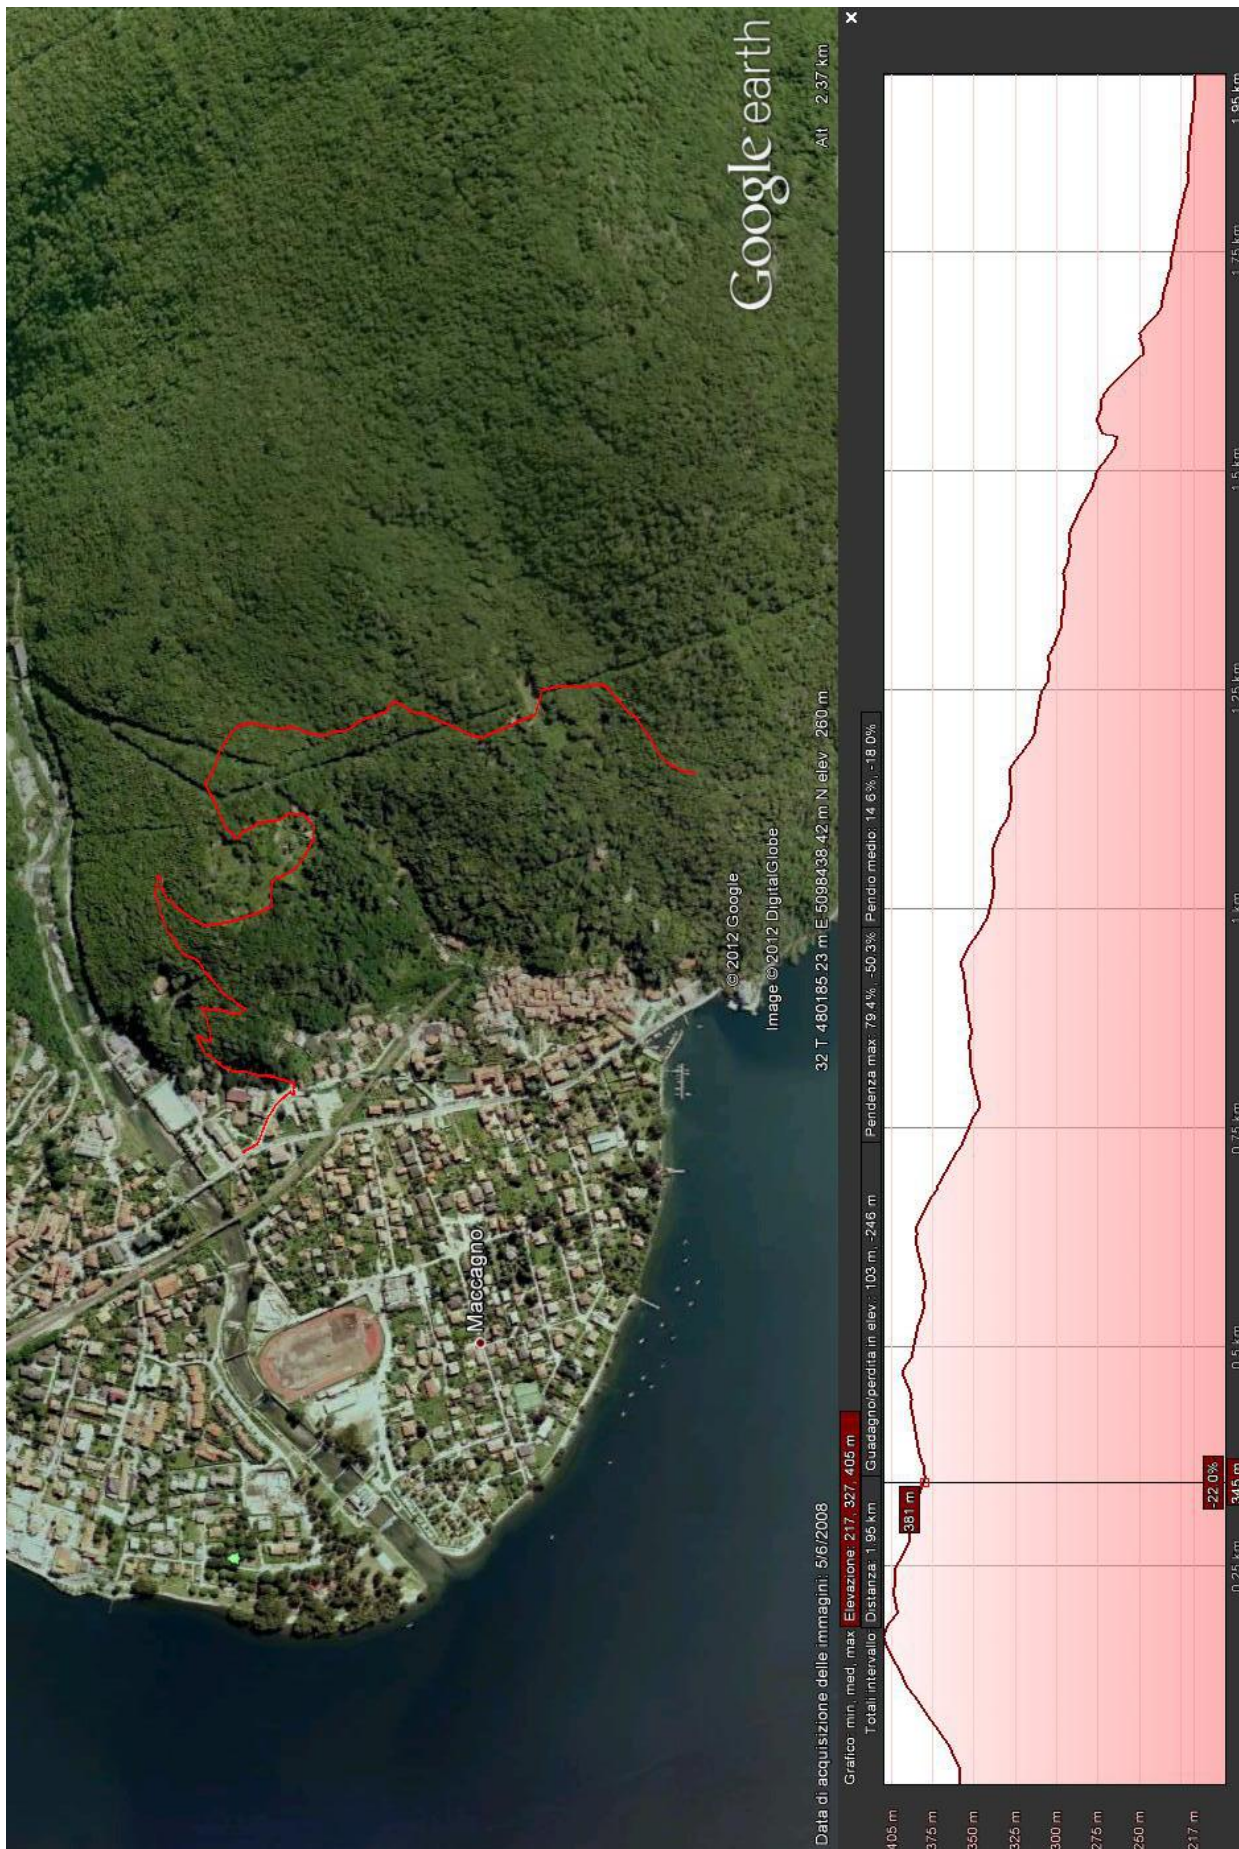 Maccagno
Google earth
© 2012 Google
Image © 2012 DigitalGlobe
Data di acquisizione delle immagini: 5/6/2008
32 T 480185.23 m E 5098438.42 m N elev 260 m
Alt 2.37 km
Grafico: min, med, max Elevazione: 217, 327, 405 m
Totali intervallo: Distanza: 1.95 km Guadagno/perdita in elev.: 103 m, -246 m Pendenza max: 79.4%, -50.3% Pendio medio: 14.6%, -18.0%
405 m
375 m
350 m
325 m
300 m
275 m
250 m
217 m
381 m
-22.0%
345 m
0.25 km
0.5 km
0.75 km
1 km
1.25 km
1.5 km
1.75 km
1.95 km